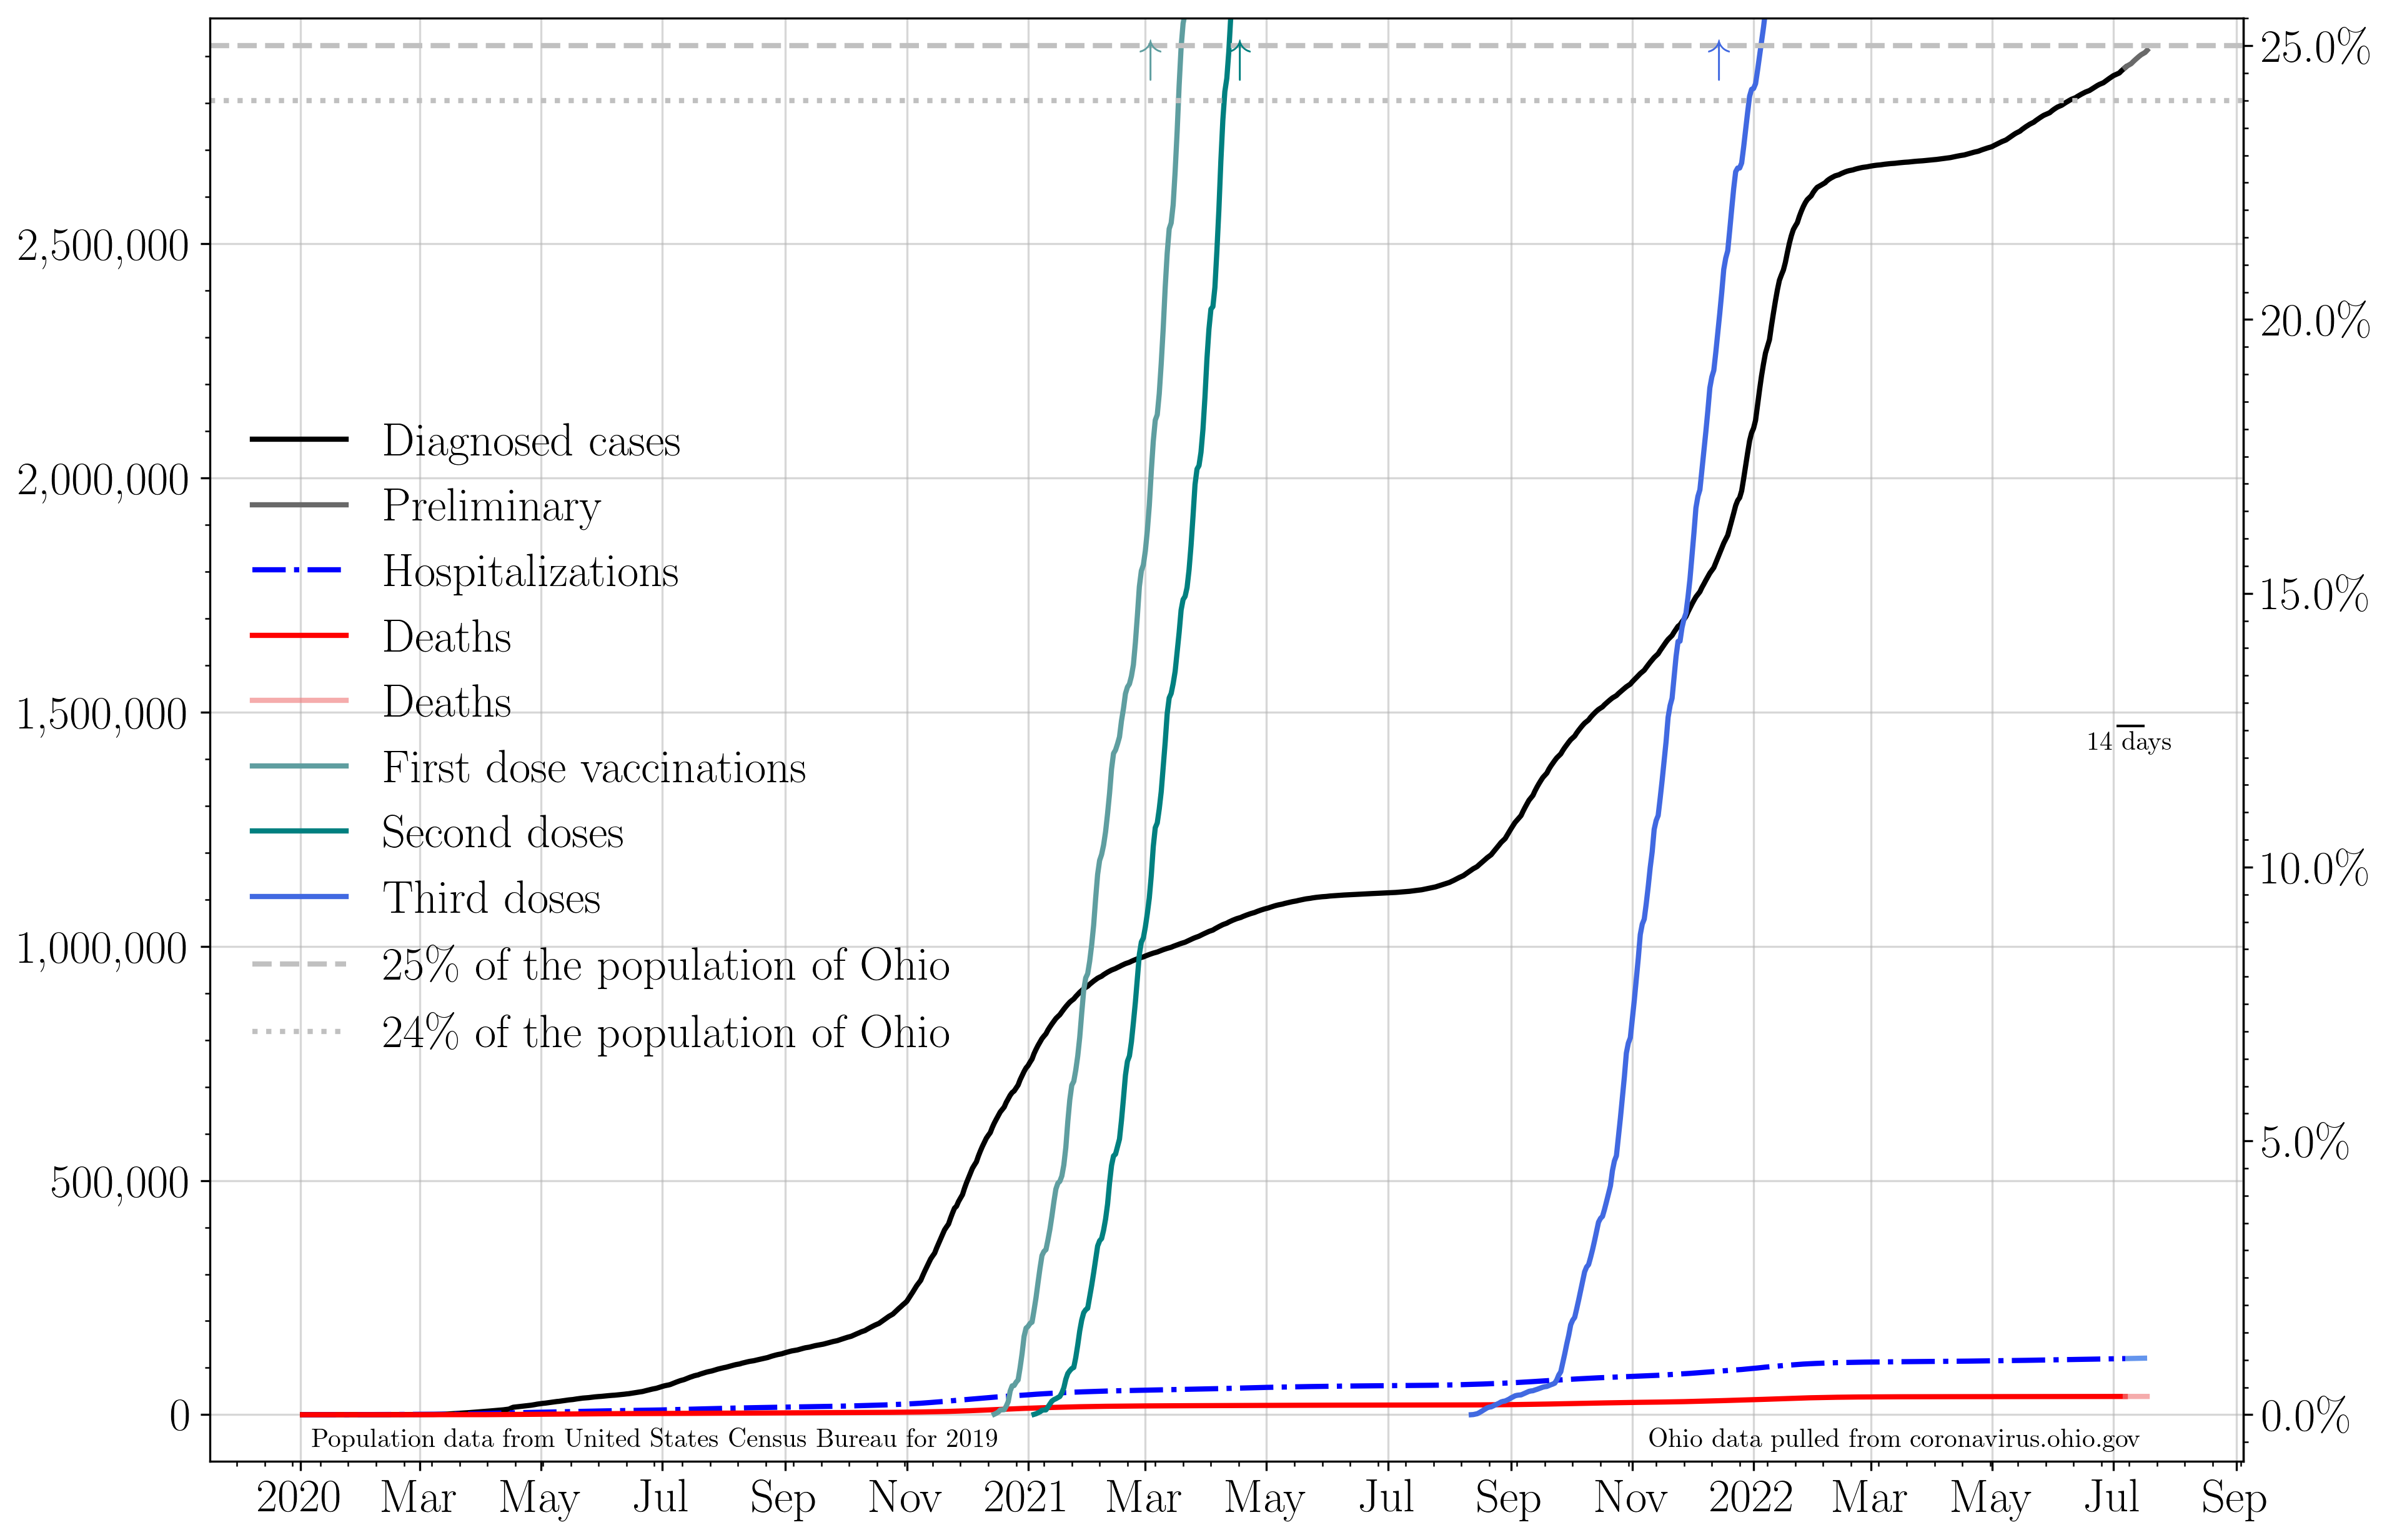 25.0%
2,500,000
20.0%
Diagnosed cases
2,000,000
Preliminary
Hospitalizations
15.0%
Deaths
Deaths
1,500,000
14 days
First dose vaccinations
Second doses
10.0%
Third doses
1,000,000
25% of the population of Ohio
24% of the population of Ohio
5.0%
500,000
0
0.0%
Population data from United States Census Bureau for 2019
Ohio data pulled from coronavirus.ohio.gov
2020 Mar May Jul Sep Nov 2021 Mar May Jul Sep Nov 2022 Mar May Jul Sep